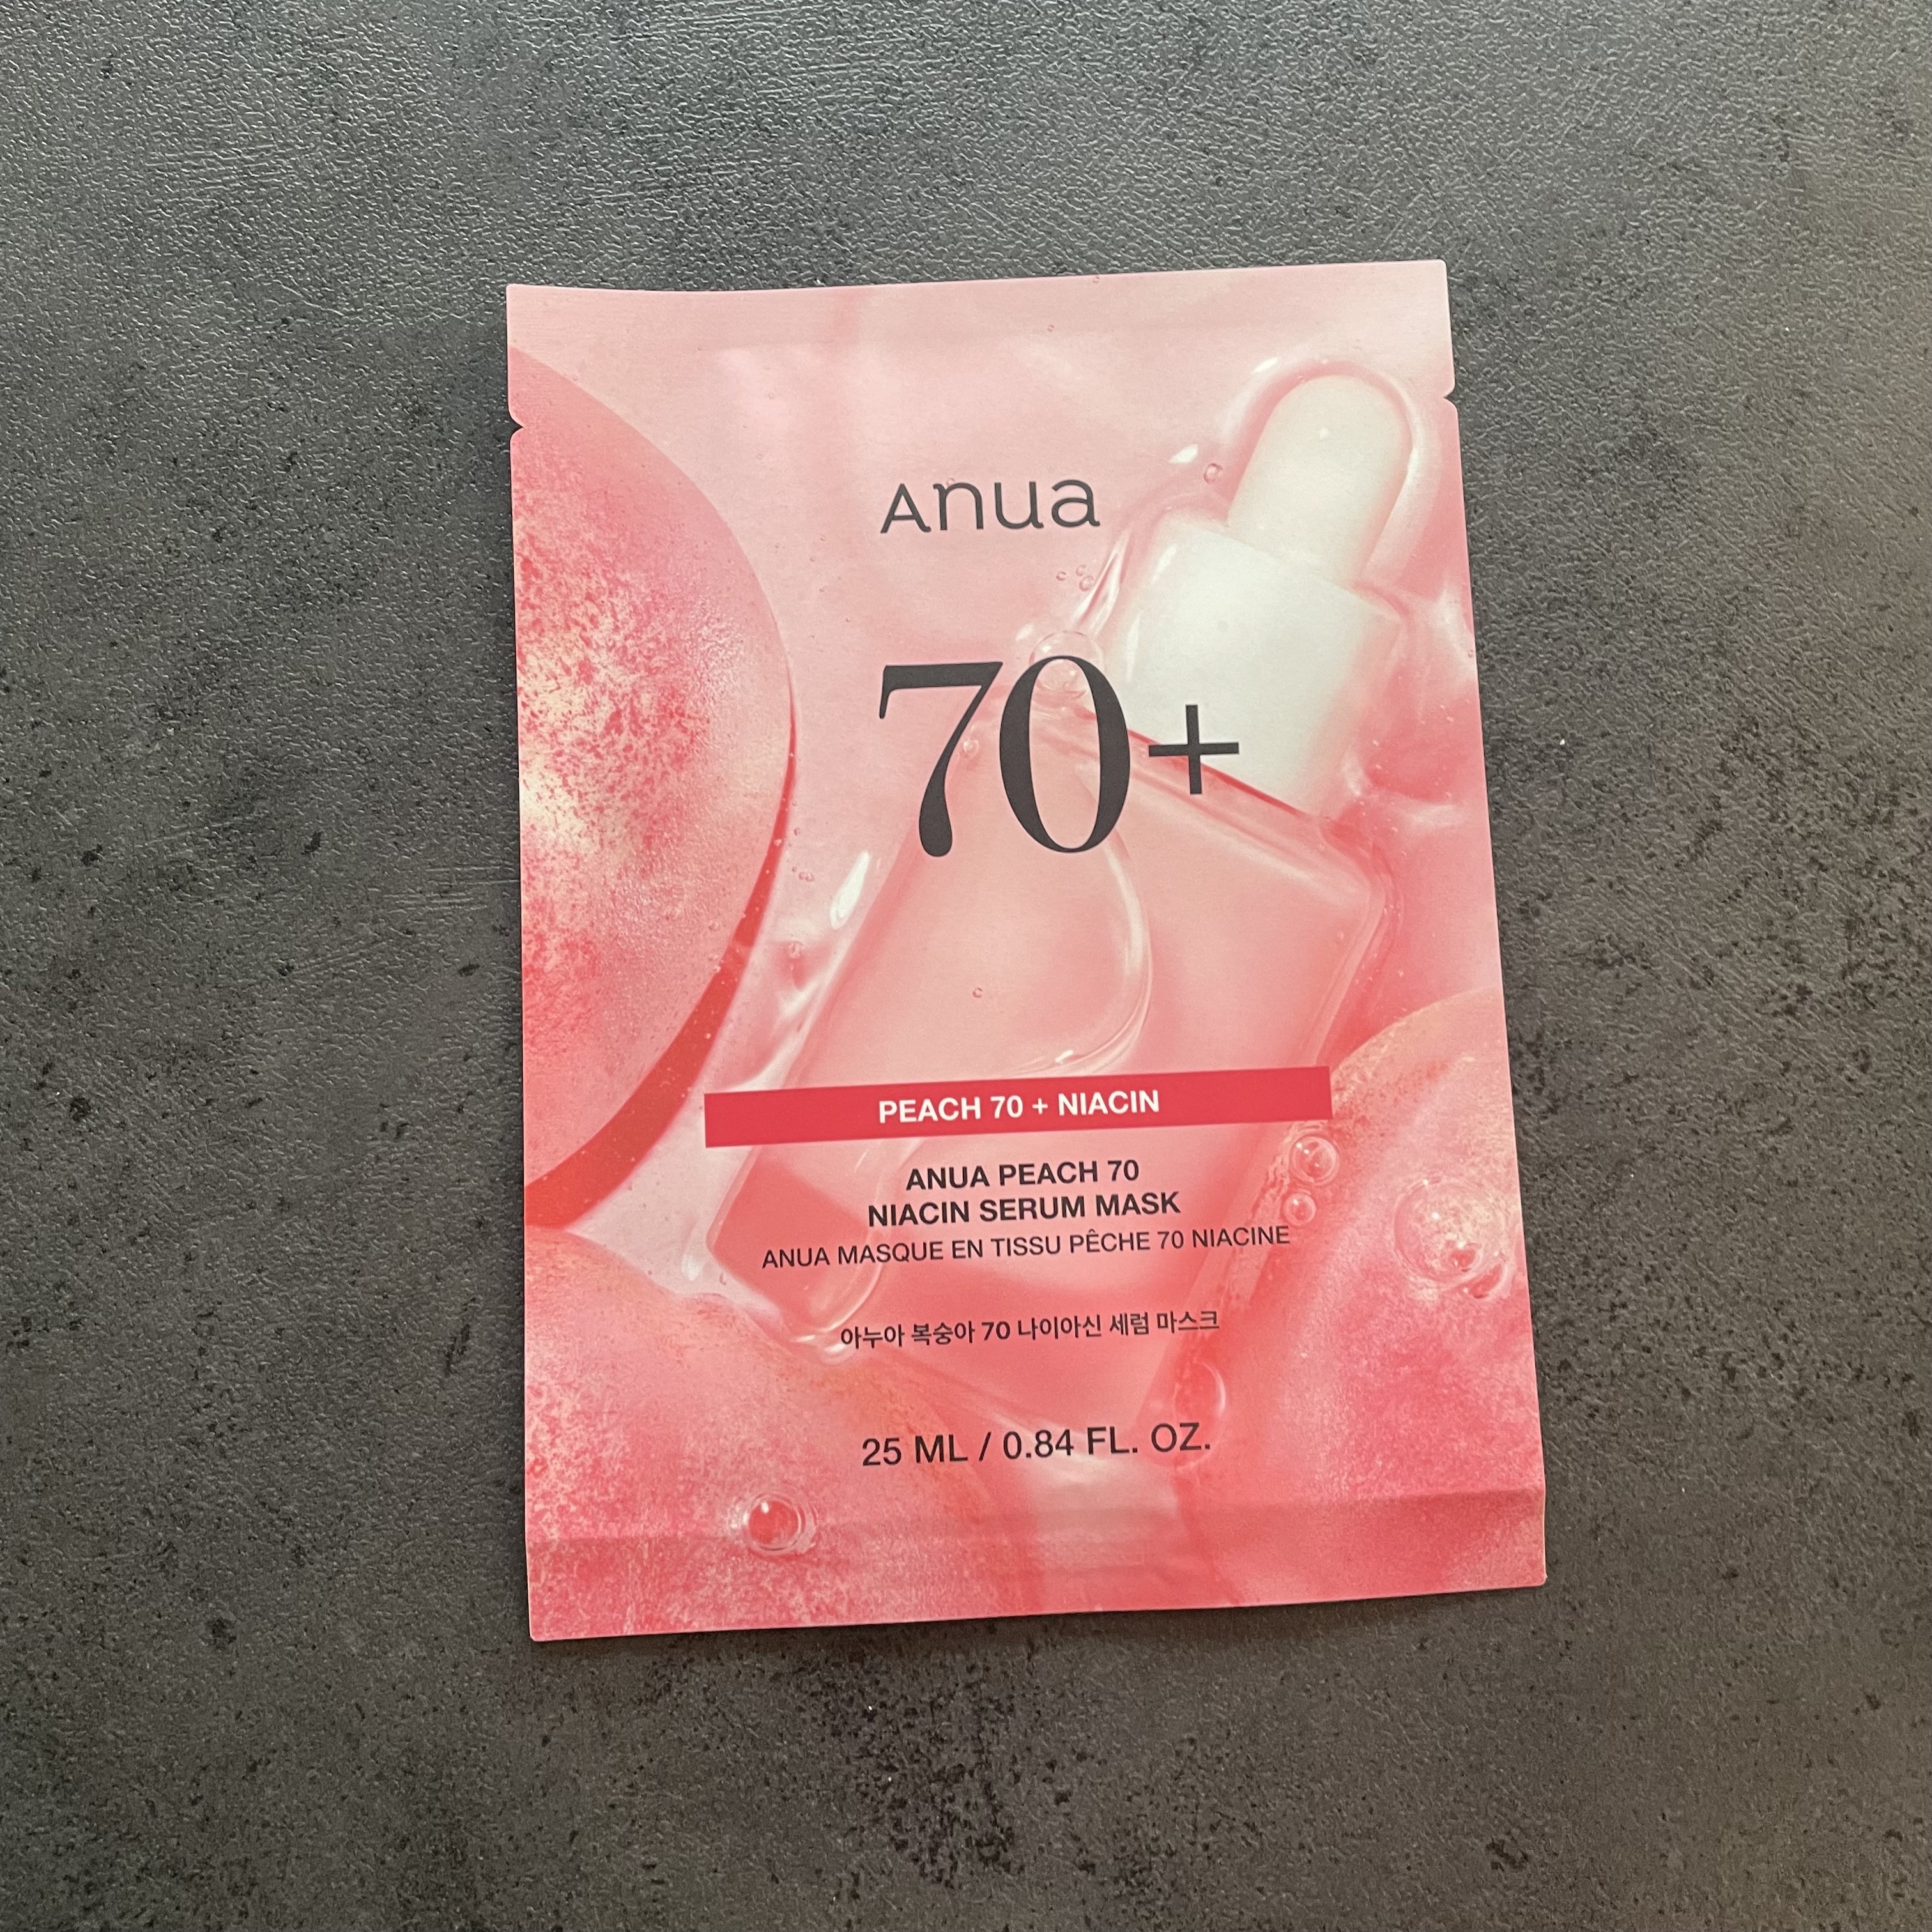 Anua
70+
PEACH 70 + NIACIN
ANUA PEACH 70
NIACIN SERUM MASK
ANUA MASQUE EN TISSU PÊCHE 70 NIACINE
아누아 복숭아 70 나이아신 세럼 마스크
25 ML / 0.84 FL. OZ.